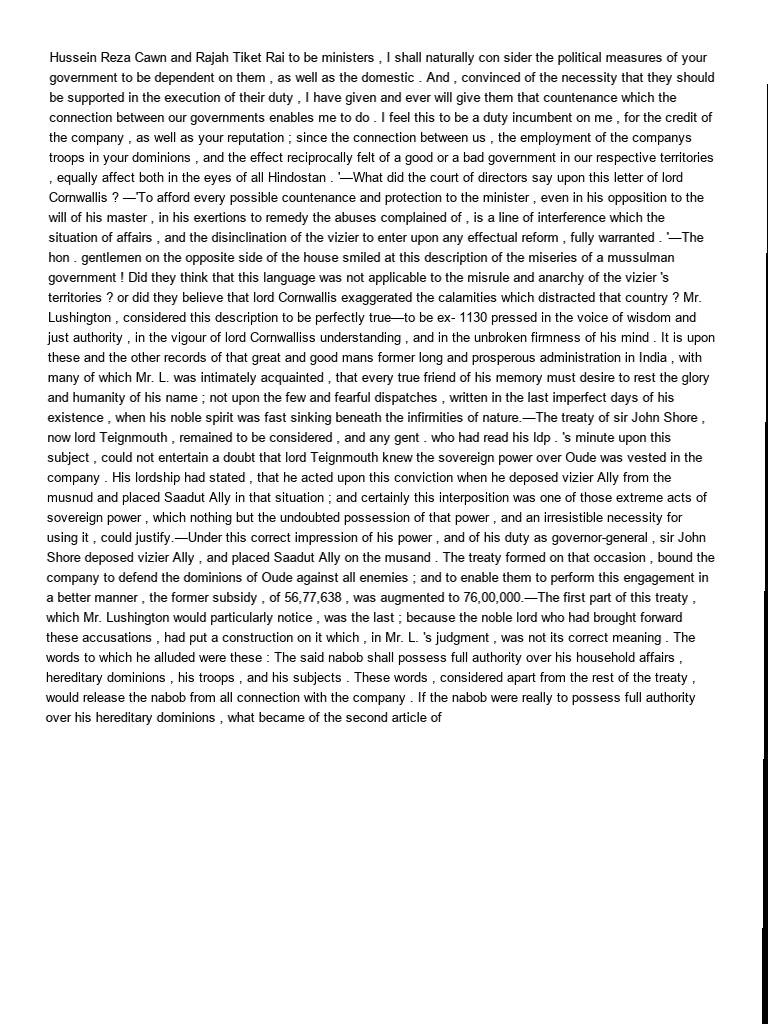 Hussein Reza Cawn and Rajah Tiket Rai to be ministers , I shall naturally con sider the political measures of your
government to be dependent on them , as well as the domestic . And , convinced of the necessity that they should
be supported in the execution of their duty , I have given and ever will give them that countenance which the
connection between our governments enables me to do . I feel this to be a duty incumbent on me , for the credit of
the company , as well as your reputation ; since the connection between us , the employment of the companys
troops in your dominions , and the effect reciprocally felt of a good or a bad government in our respective territories
, equally affect both in the eyes of all Hindostan . '—What did the court of directors say upon this letter of lord
Cornwallis ? —'To afford every possible countenance and protection to the minister , even in his opposition to the
will of his master , in his exertions to remedy the abuses complained of , is a line of interference which the
situation of affairs , and the disinclination of the vizier to enter upon any effectual reform , fully warranted . '—The
hon . gentlemen on the opposite side of the house smiled at this description of the miseries of a mussulman
government ! Did they think that this language was not applicable to the misrule and anarchy of the vizier 's
territories ? or did they believe that lord Cornwallis exaggerated the calamities which distracted that country ? Mr.
Lushington , considered this description to be perfectly true—to be ex- 1130 pressed in the voice of wisdom and
just authority , in the vigour of lord Cornwalliss understanding , and in the unbroken firmness of his mind . It is upon
these and the other records of that great and good mans former long and prosperous administration in India , with
many of which Mr. L. was intimately acquainted , that every true friend of his memory must desire to rest the glory
and humanity of his name ; not upon the few and fearful dispatches , written in the last imperfect days of his
existence , when his noble spirit was fast sinking beneath the infirmities of nature.—The treaty of sir John Shore ,
now lord Teignmouth , remained to be considered , and any gent . who had read his ldp . 's minute upon this
subject , could not entertain a doubt that lord Teignmouth knew the sovereign power over Oude was vested in the
company . His lordship had stated , that he acted upon this conviction when he deposed vizier Ally from the
musnud and placed Saadut Ally in that situation ; and certainly this interposition was one of those extreme acts of
sovereign power , which nothing but the undoubted possession of that power , and an irresistible necessity for
using it , could justify.—Under this correct impression of his power , and of his duty as governor-general , sir John
Shore deposed vizier Ally , and placed Saadut Ally on the musand . The treaty formed on that occasion , bound the
company to defend the dominions of Oude against all enemies ; and to enable them to perform this engagement in
a better manner , the former subsidy , of 56,77,638 , was augmented to 76,00,000.—The first part of this treaty ,
which Mr. Lushington would particularly notice , was the last ; because the noble lord who had brought forward
these accusations , had put a construction on it which , in Mr. L. 's judgment , was not its correct meaning . The
words to which he alluded were these : The said nabob shall possess full authority over his household affairs ,
hereditary dominions , his troops , and his subjects . These words , considered apart from the rest of the treaty ,
would release the nabob from all connection with the company . If the nabob were really to possess full authority
over his hereditary dominions , what became of the second article of